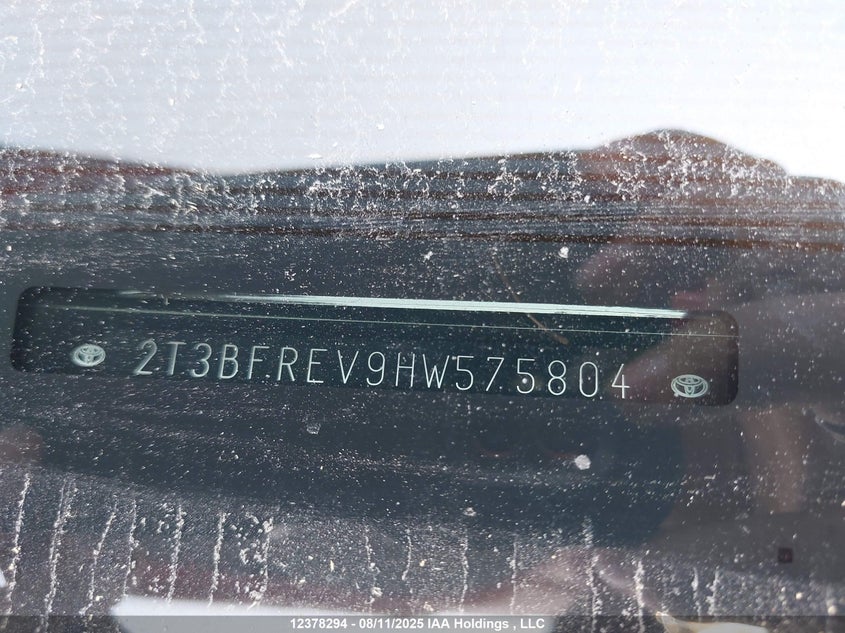 2T3BFREV9HW575804
12378294 - 08/11/2025 IAA Holdings , LLC